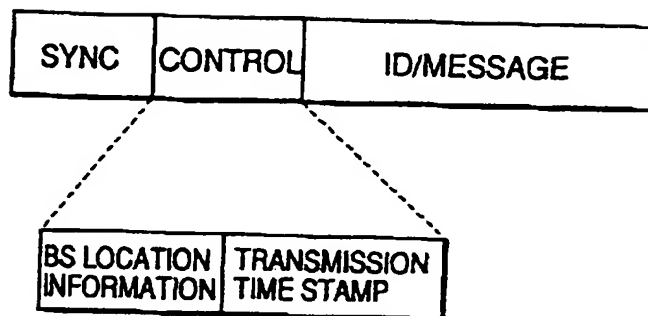 SYNC CONTROL ID/MESSAGE
BS LOCATION INFORMATION
TRANSMISSION TIME STAMP